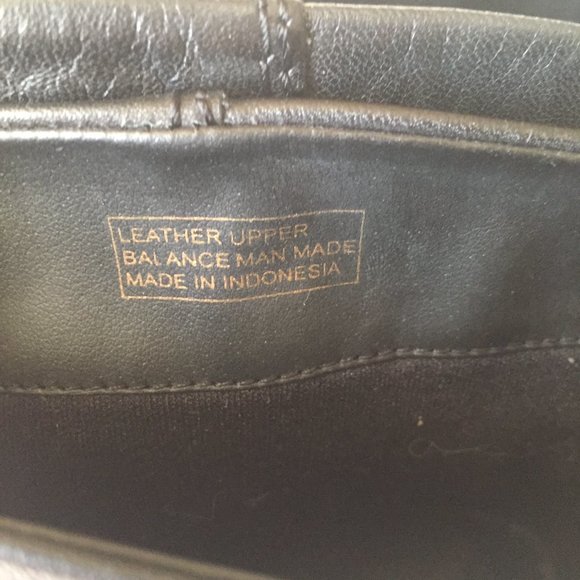 LEATHER UPPER
BALANCE MAN MADE
MADE IN INDONESIA